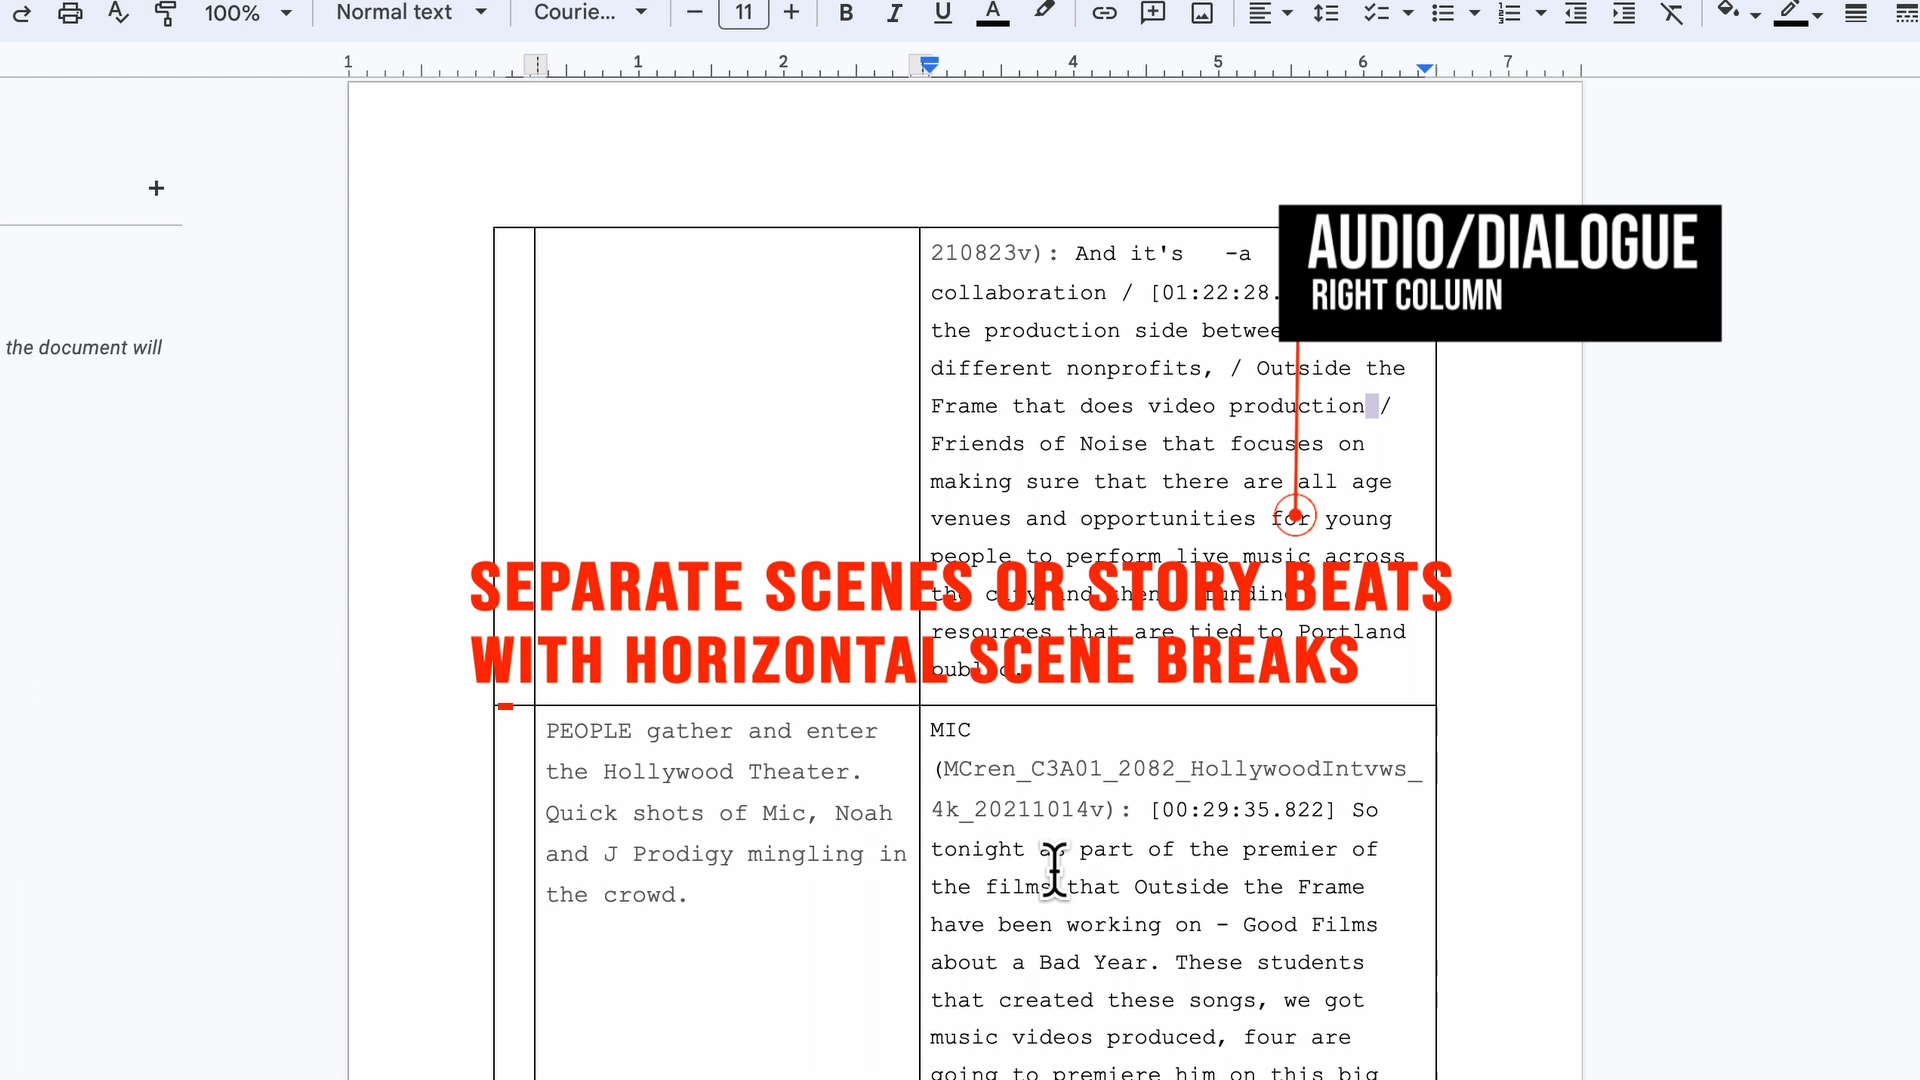 100%
Normal text
Courie...
11
1 1 2 4 5 6 7
the document will
AUDIO/DIALOGUE
RIGHT COLUMN
210823v): And it's -a
collaboration / [01:22:28.
the production side betwee
different nonprofits, / Outside the
Frame that does video production /
Friends of Noise that focuses on
making sure that there are all age
venues and opportunities for young
people to perform live music across
SEPARATE SCENES OR STORY BEATS
resources that are tied to Portland
WITH HORIZONTAL SCENE BREAKS
PEOPLE gather and enter
the Hollywood Theater.
Quick shots of Mic, Noah
and J Prodigy mingling in
the crowd.
MIC
(MCren_C3A01_2082_HollywoodIntvws_
4k_20211014v): [00:29:35.822] So
tonight as part of the premier of
the films that Outside the Frame
have been working on – Good Films
about a Bad Year. These students
that created these songs, we got
music videos produced, four are
going to premiere him on this big